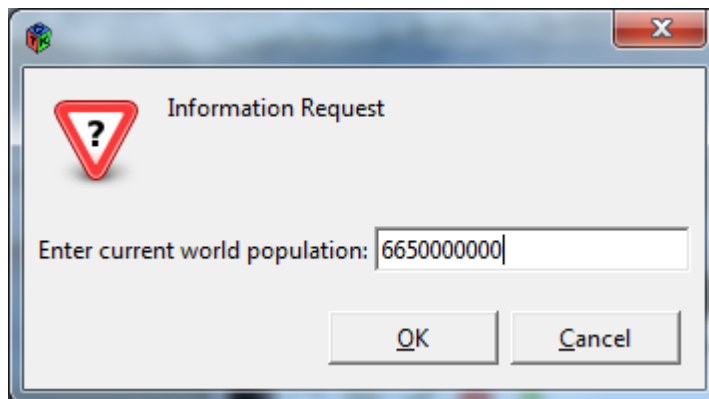 ?
Information Request
Enter current world population: 6650000000
OK Cancel